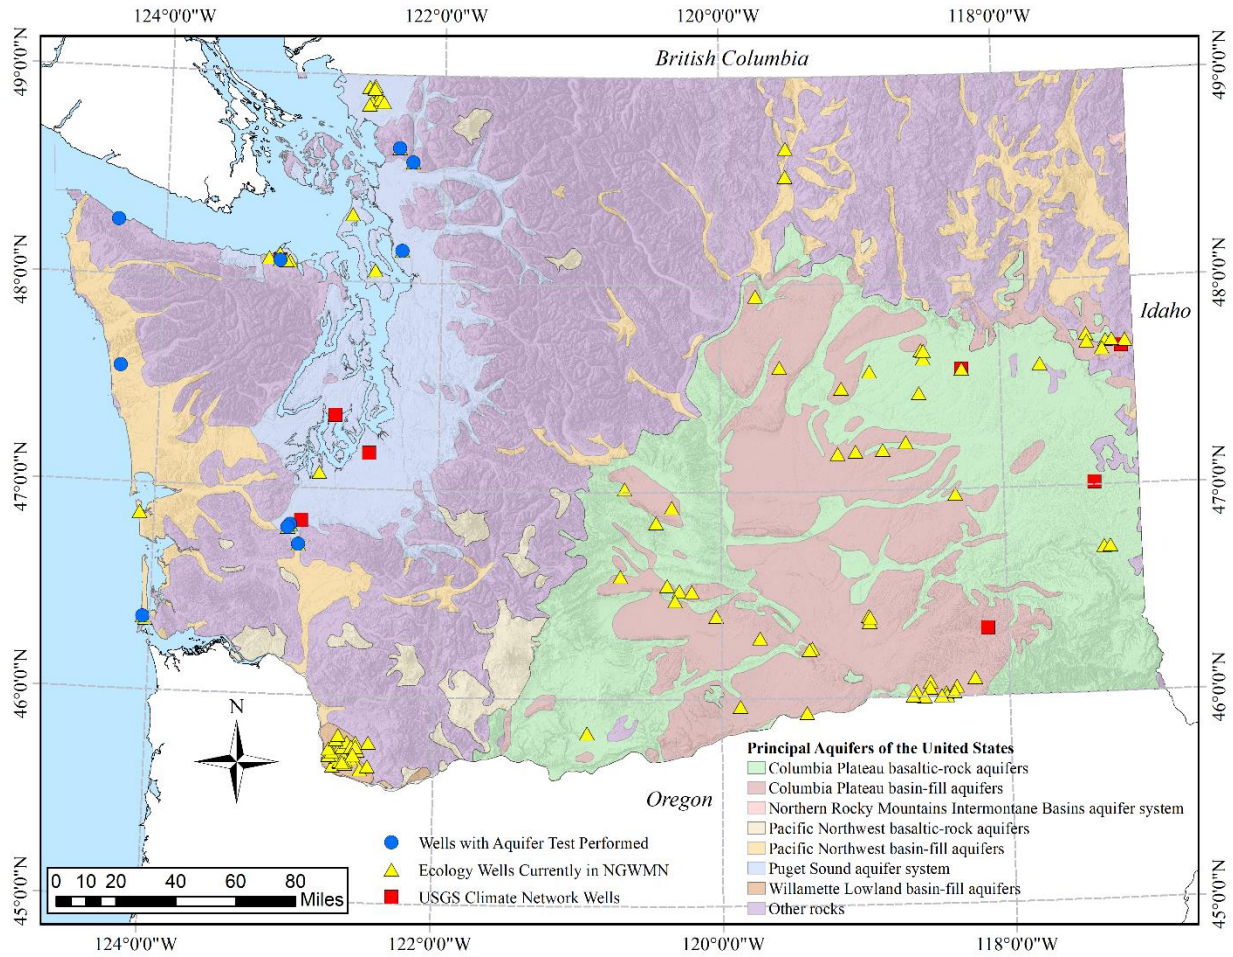 124°0'0"W 122°0'0"W 120°0'0"W 118°0'0"W
49°0'0"N
49°0'0"N
British Columbia
48°0'0"N
48°0'0"N
Idaho
47°0'0"N
47°0'0"N
46°0'0"N
46°0'0"N
N
Oregon
Principal Aquifers of the United States
Columbia Plateau basaltic-rock aquifers
Columbia Plateau basin-fill aquifers
Northern Rocky Mountains Intermontane Basins aquifer system
Pacific Northwest basaltic-rock aquifers
Pacific Northwest basin-fill aquifers
Puget Sound aquifer system
Willamette Lowland basin-fill aquifers
Other rocks
Wells with Aquifer Test Performed
Ecology Wells Currently in NGWMN
USGS Climate Network Wells
0 10 20 40 60 80
Miles
45°0'0"N
45°0'0"N
124°0'0"W 122°0'0"W 120°0'0"W 118°0'0"W